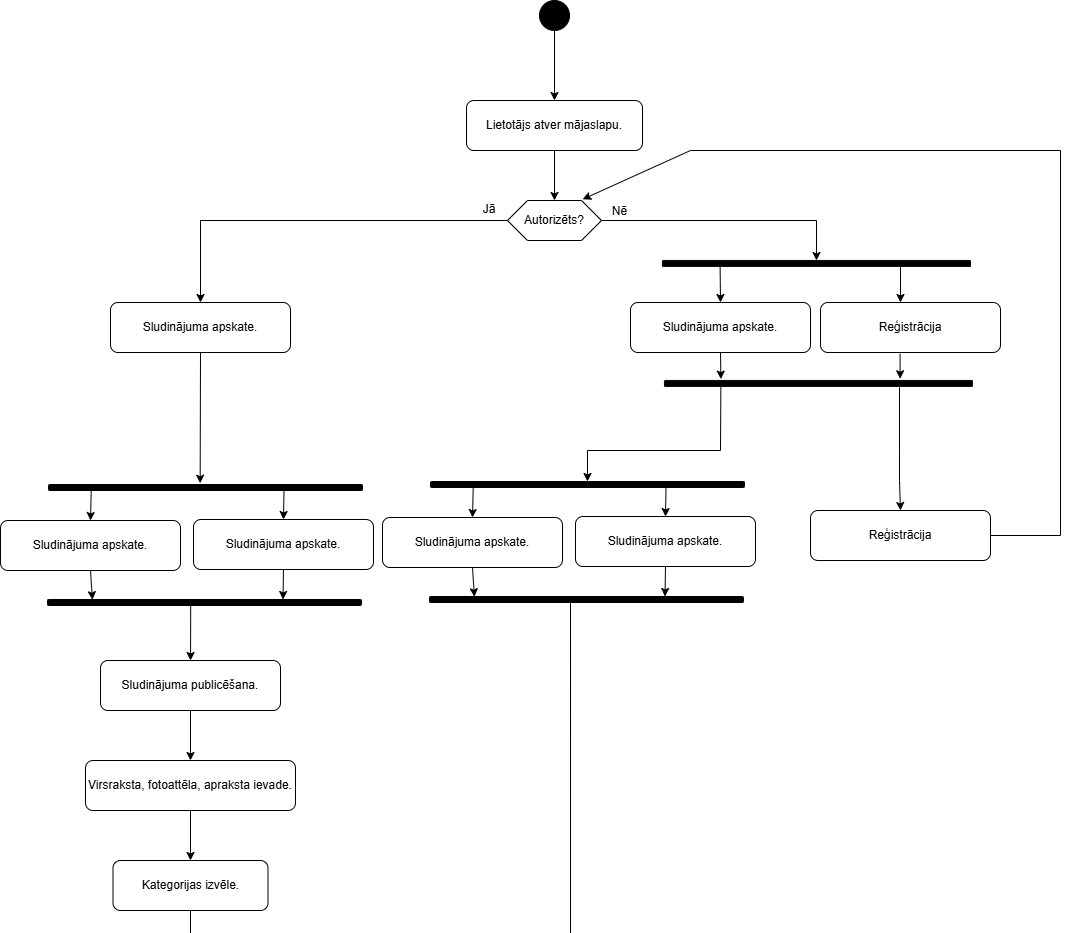 Lietotājs atver mājaslapu.
Jā
Autorizēts?
Nē
Sludinājuma apskate.
Sludinājuma apskate.
Reģistrācija
Sludinājuma apskate.
Sludinājuma apskate.
Sludinājuma apskate.
Sludinājuma apskate.
Reģistrācija
Sludinājuma publicēšana.
Virsraksta, fotoattēla, apraksta ievade.
Kategorijas izvēle.